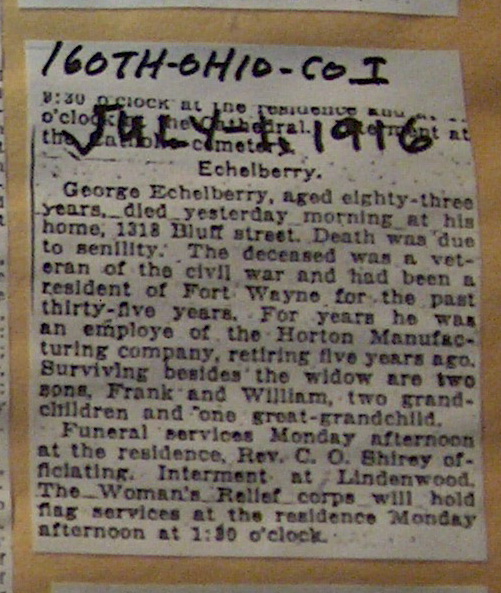 160TH-OHIO-CO I
9:30 o'clock at the residence and at
o'clock the Cathedral. Interment at
the Catholic cemetery
JULY-1, 1916
Echelberry.
George Echelberry, aged eighty-three
years, died yesterday morning at his
home, 1318 Bluff street. Death was due
to senility. The deceased was a vet-
eran of the civil war and had been a
resident of Fort Wayne for the past
thirty-five years. For years he was
an employe of the Horton Manufac-
turing company, retiring five years ago.
Surviving besides the widow are two
sons, Frank and William, two grand-
children and one great-grandchild.
Funeral services Monday afternoon
at the residence, Rev. C. O. Shirey of-
ficiating. Interment at Lindenwood.
The Woman's Relief corps will hold
flag services at the residence Monday
afternoon at 1:30 o'clock.